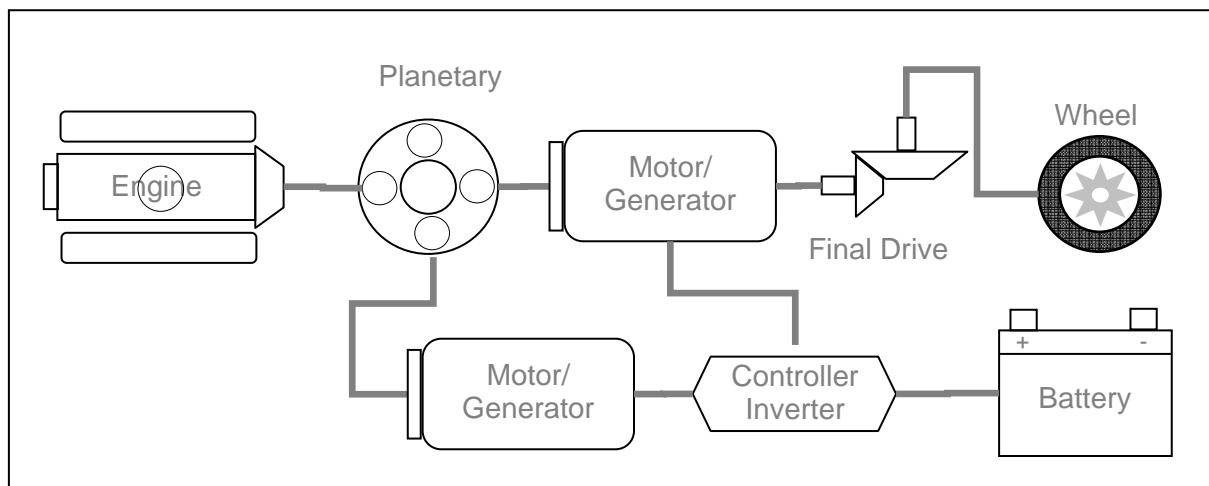 Planetary
Wheel
Engine
Motor/
Generator
Final Drive
Motor/
Generator
Controller
Inverter
+ -
Battery